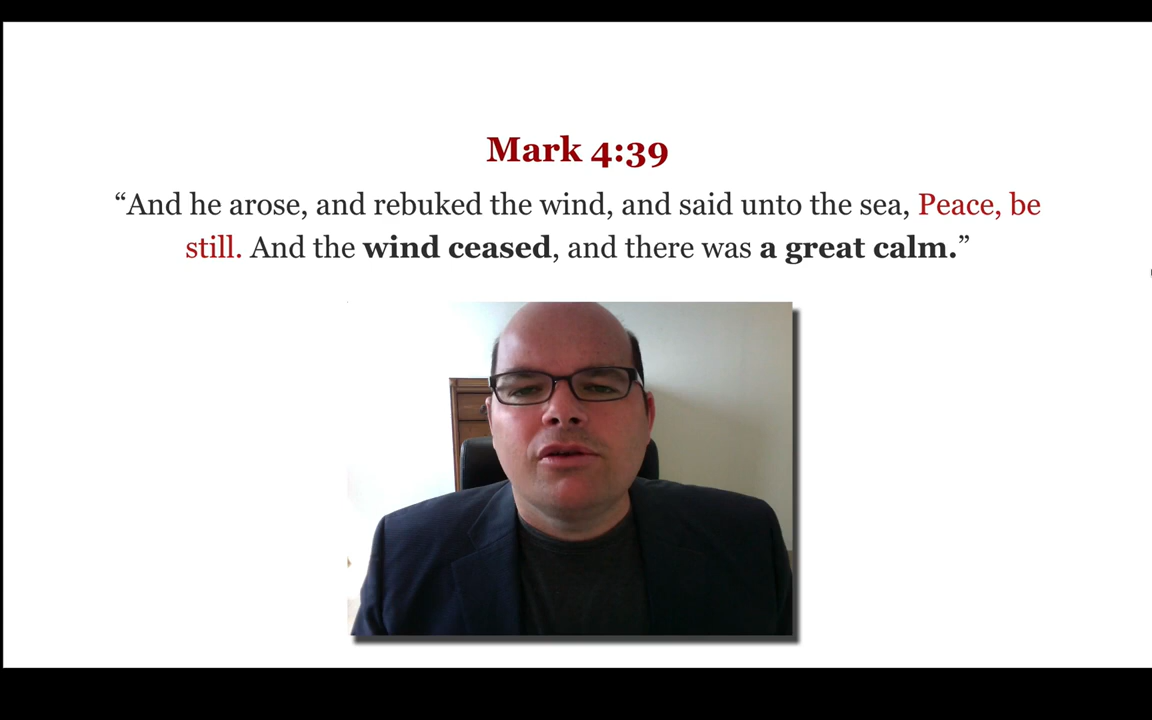 Mark 4:39
“And he arose, and rebuked the wind, and said unto the sea, Peace, be
still. And the wind ceased, and there was a great calm.”